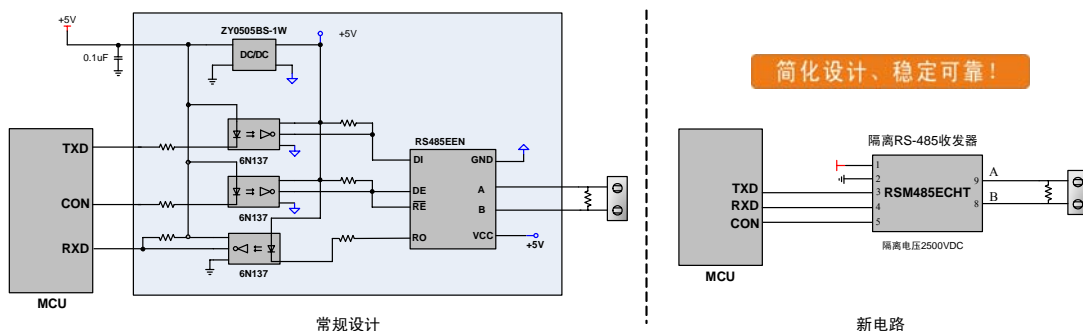 +5V
0.1uF
ZY0505BS-1W
DC/DC
+5V
TXD
CON
RXD
MCU
6N137
6N137
6N137
RS485EEN
DI
DE
RE
RO
GND
A
B
VCC
+5V
常规设计
简化设计、稳定可靠!
TXD
RXD
CON
MCU
隔离RS-485收发器
1
2
3
4
5
RSM485ECHT
9
8
A
B
隔离电压2500VDC
新电路